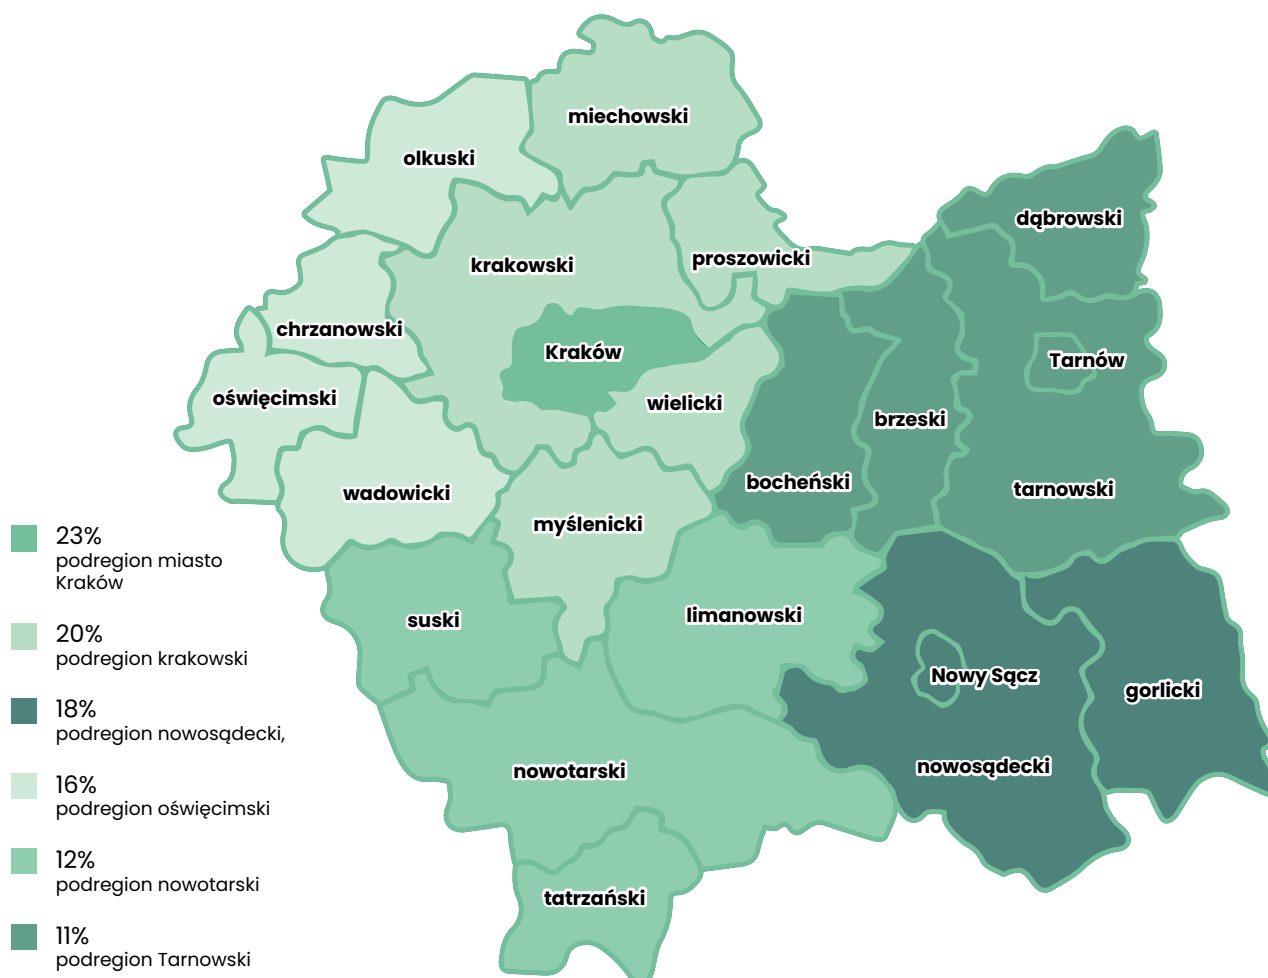 miechowski
olkuski
dąbrowski
krakowski
proszowicki
chrzanowski
Kraków
Tarnów
oświęcimski
wielicki
brzeski
bocheński
tarnowski
wadowicki
myślenicki
suski
limanowski
Nowy Sącz
gorlicki
nowotarski
nowosądecki
tatrzański
23%
podregion miasto
Kraków
20%
podregion krakowski
18%
podregion nowosądecki,
16%
podregion oświęcimski
12%
podregion nowotarski
11%
podregion Tarnowski